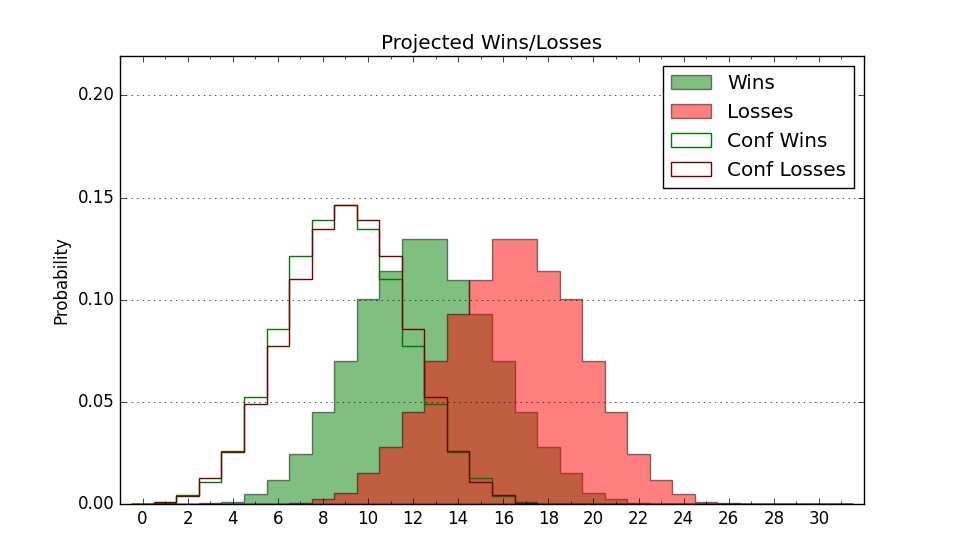 Projected Wins/Losses
Wins
Losses
Conf Wins
Conf Losses
Probability
0.20
0.15
0.10
0.05
0.00
0 2 4 6 8 10 12 14 16 18 20 22 24 26 28 30